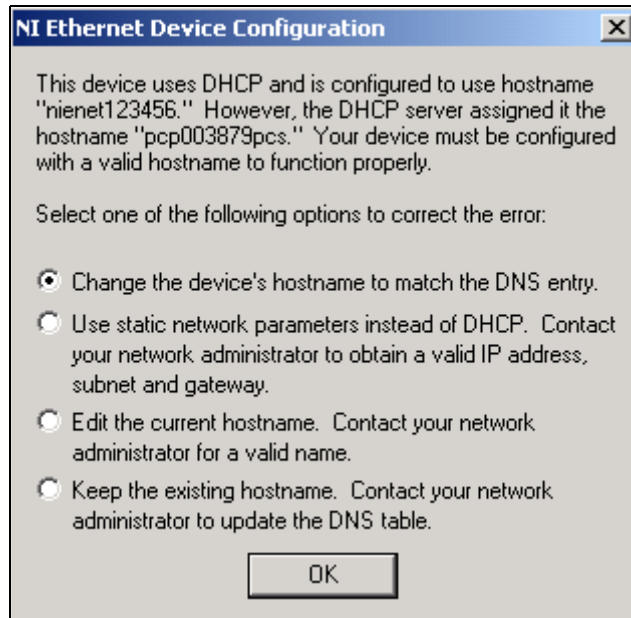 NI Ethernet Device Configuration
This device uses DHCP and is configured to use hostname
"nienet123456." However, the DHCP server assigned it the
hostname "pcp003879pcs." Your device must be configured
with a valid hostname to function properly.
Select one of the following options to correct the error:
Change the device's hostname to match the DNS entry.
Use static network parameters instead of DHCP. Contact
your network administrator to obtain a valid IP address,
subnet and gateway.
Edit the current hostname. Contact your network
administrator for a valid name.
Keep the existing hostname. Contact your network
administrator to update the DNS table.
OK